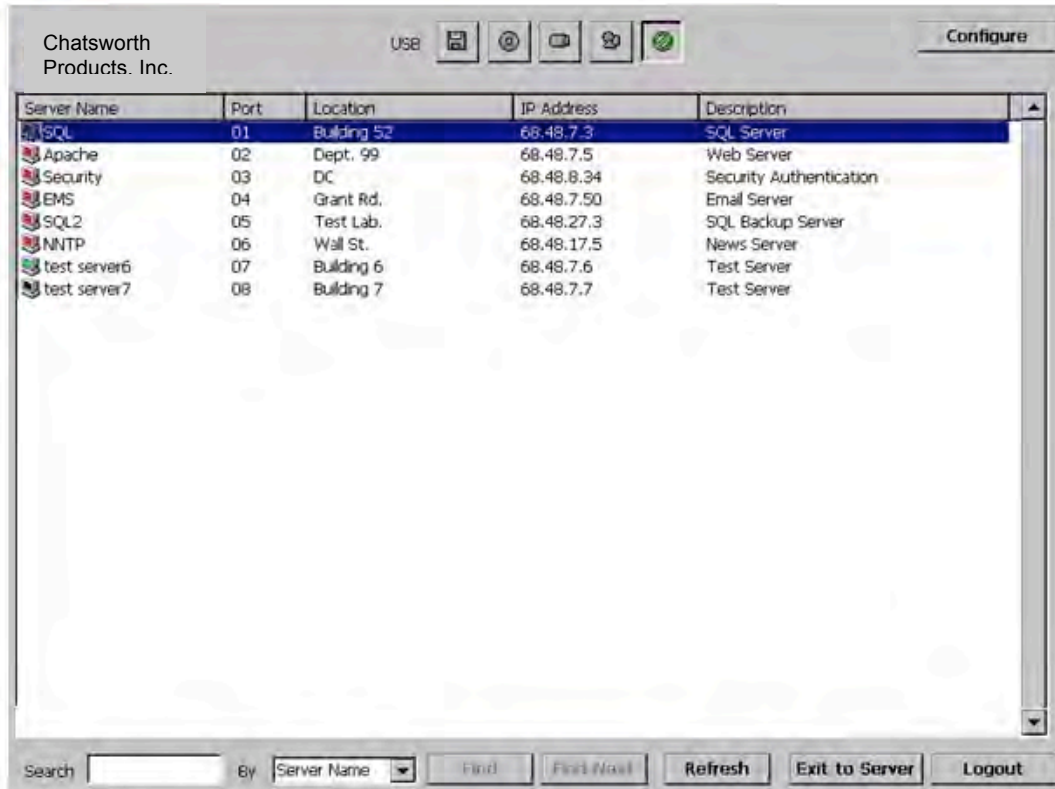 Chatsworth
Products, Inc.
USB
Configure
Server Name Port Location IP Address Description
SQL 01 Building 52 68.48.7.3 SQL Server
Apache 02 Dept. 99 68.48.7.5 Web Server
Security 03 DC 68.48.8.34 Security Authentication
EMS 04 Grant Rd. 68.48.7.50 Email Server
SQL2 05 Test Lab. 68.48.27.3 SQL Backup Server
NNTP 06 Wall St. 68.48.17.5 News Server
test server6 07 Building 6 68.48.7.6 Test Server
test server7 08 Building 7 68.48.7.7 Test Server
Search By Server Name Find Find Next Refresh Exit to Server Logout